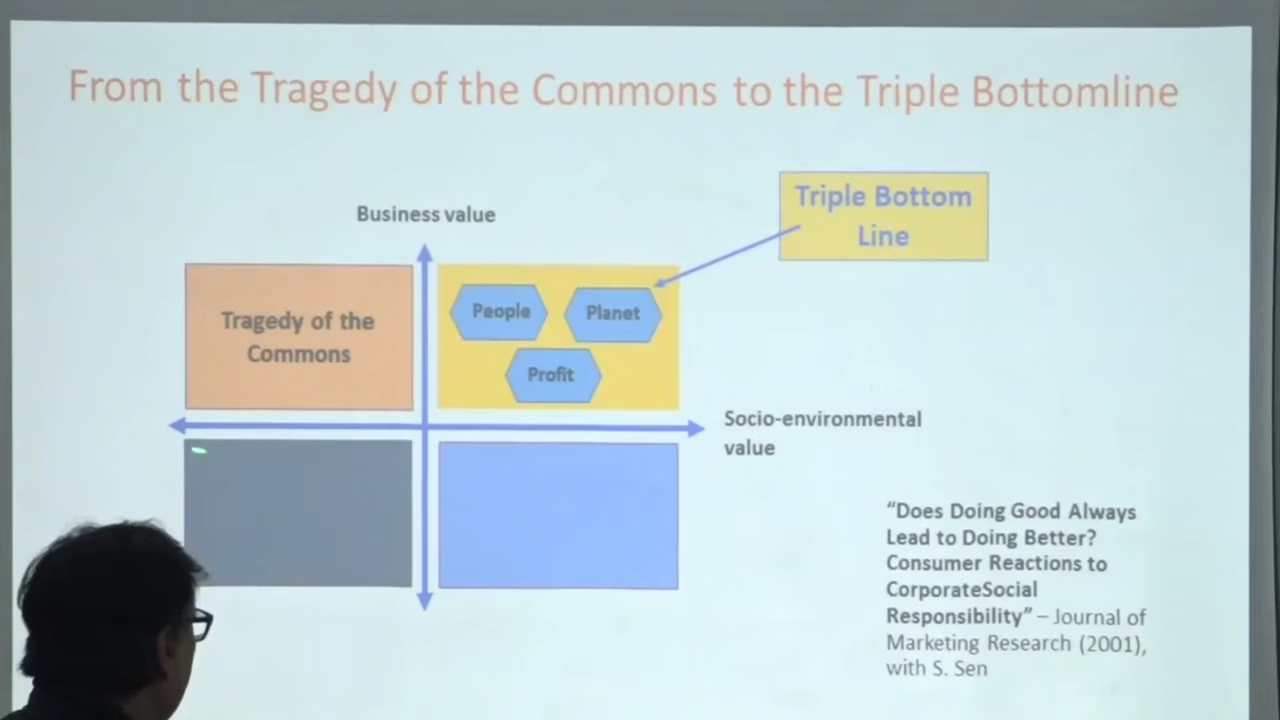 From the Tragedy of the Commons to the Triple Bottomline
Triple Bottom
Line
Business value
Tragedy of the
Commons
People
Planet
Profit
Socio-environmental
value
“Does Doing Good Always
Lead to Doing Better?
Consumer Reactions to
CorporateSocial
Responsibility” – Journal of
Marketing Research (2001),
with S. Sen